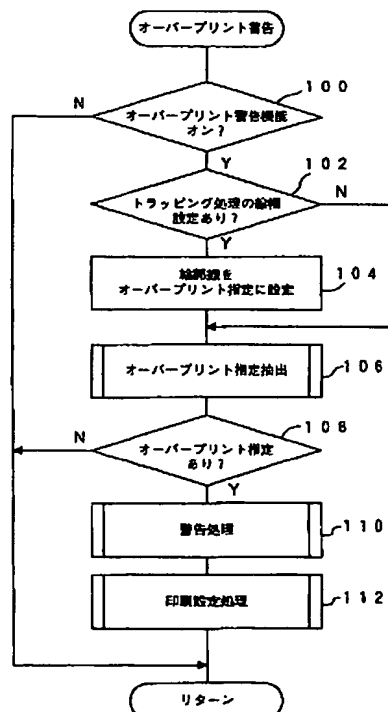 オーバープリント警告
100
N
オーバープリント警告機能
オン?
Y
102
トラッピング処理の線幅
設定あり?
N
Y
輪郭線を
オーバープリント指定に設定
104
オーバープリント指定抽出
106
108
N
オーバープリント指定
あり?
Y
警告処理
110
印刷設定処理
112
リターン